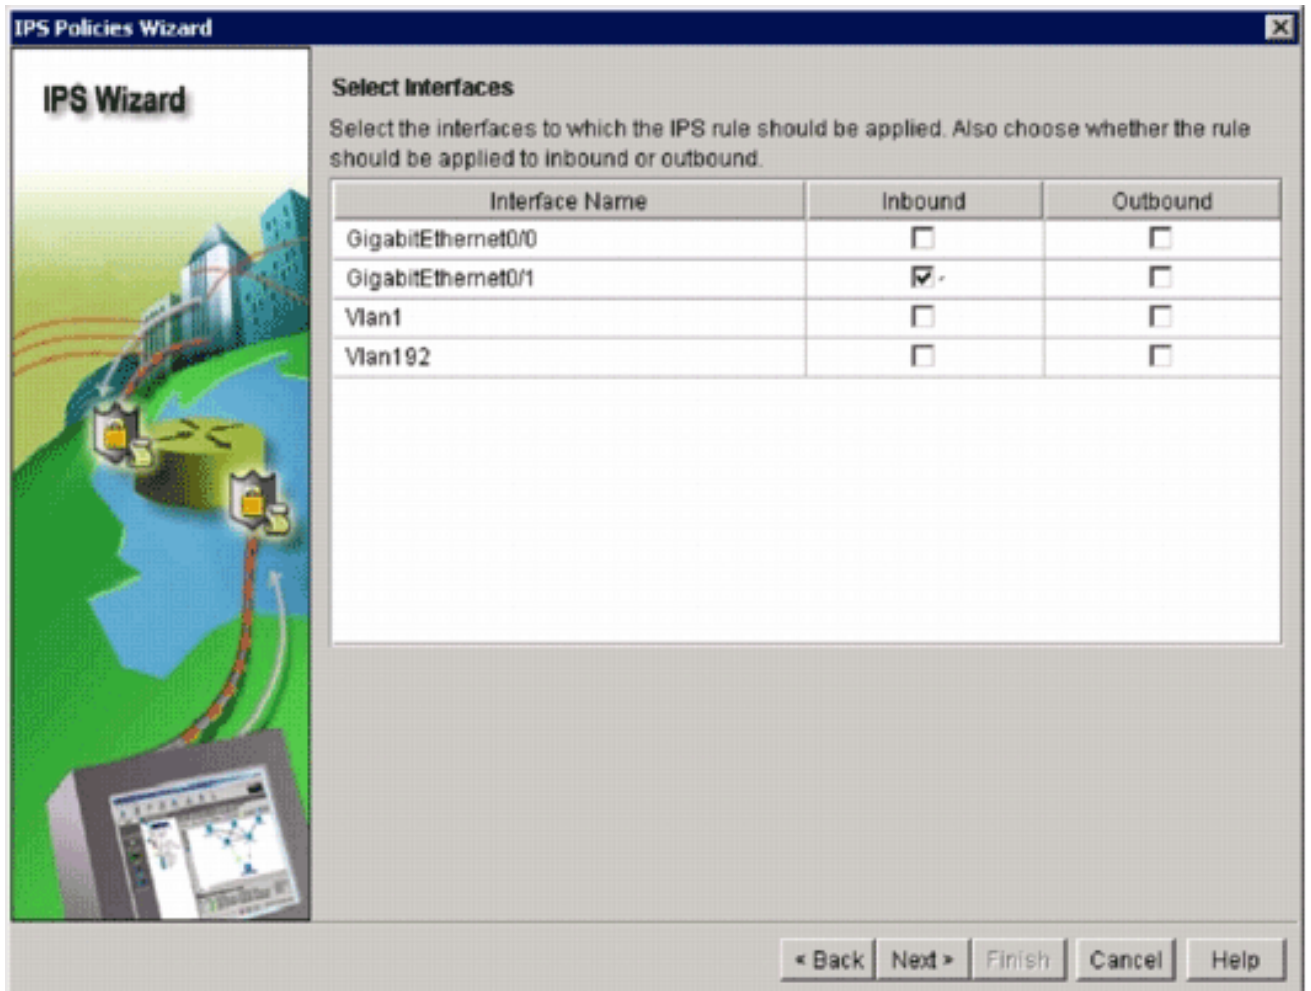 IPS Policies Wizard
IPS Wizard
Select Interfaces
Select the interfaces to which the IPS rule should be applied. Also choose whether the rule
should be applied to inbound or outbound.
Interface Name Inbound Outbound
GigabitEthernet0/0
GigabitEthernet0/1
Vlan1
Vlan192
< Back Next > Finish Cancel Help